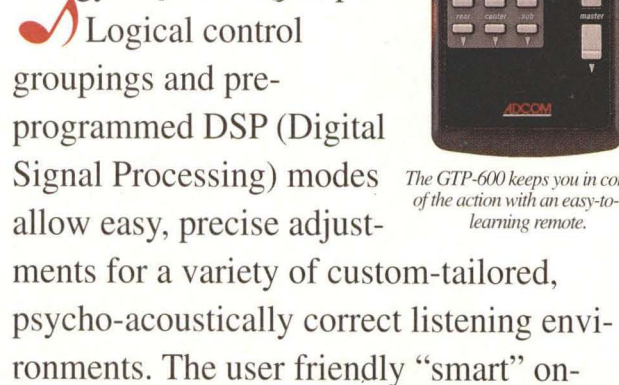 Logical control
groupings and pre-
programmed DSP (Digital
Signal Processing) modes
allow easy, precise adjust-
ments for a variety of custom-tailored,
psycho-acoustically correct listening envi-
ronments. The user friendly “smart” on-
rear center sub
master
ADCOM
The GTP-600 keeps you in
of the action with an easy-to-
learning remote.